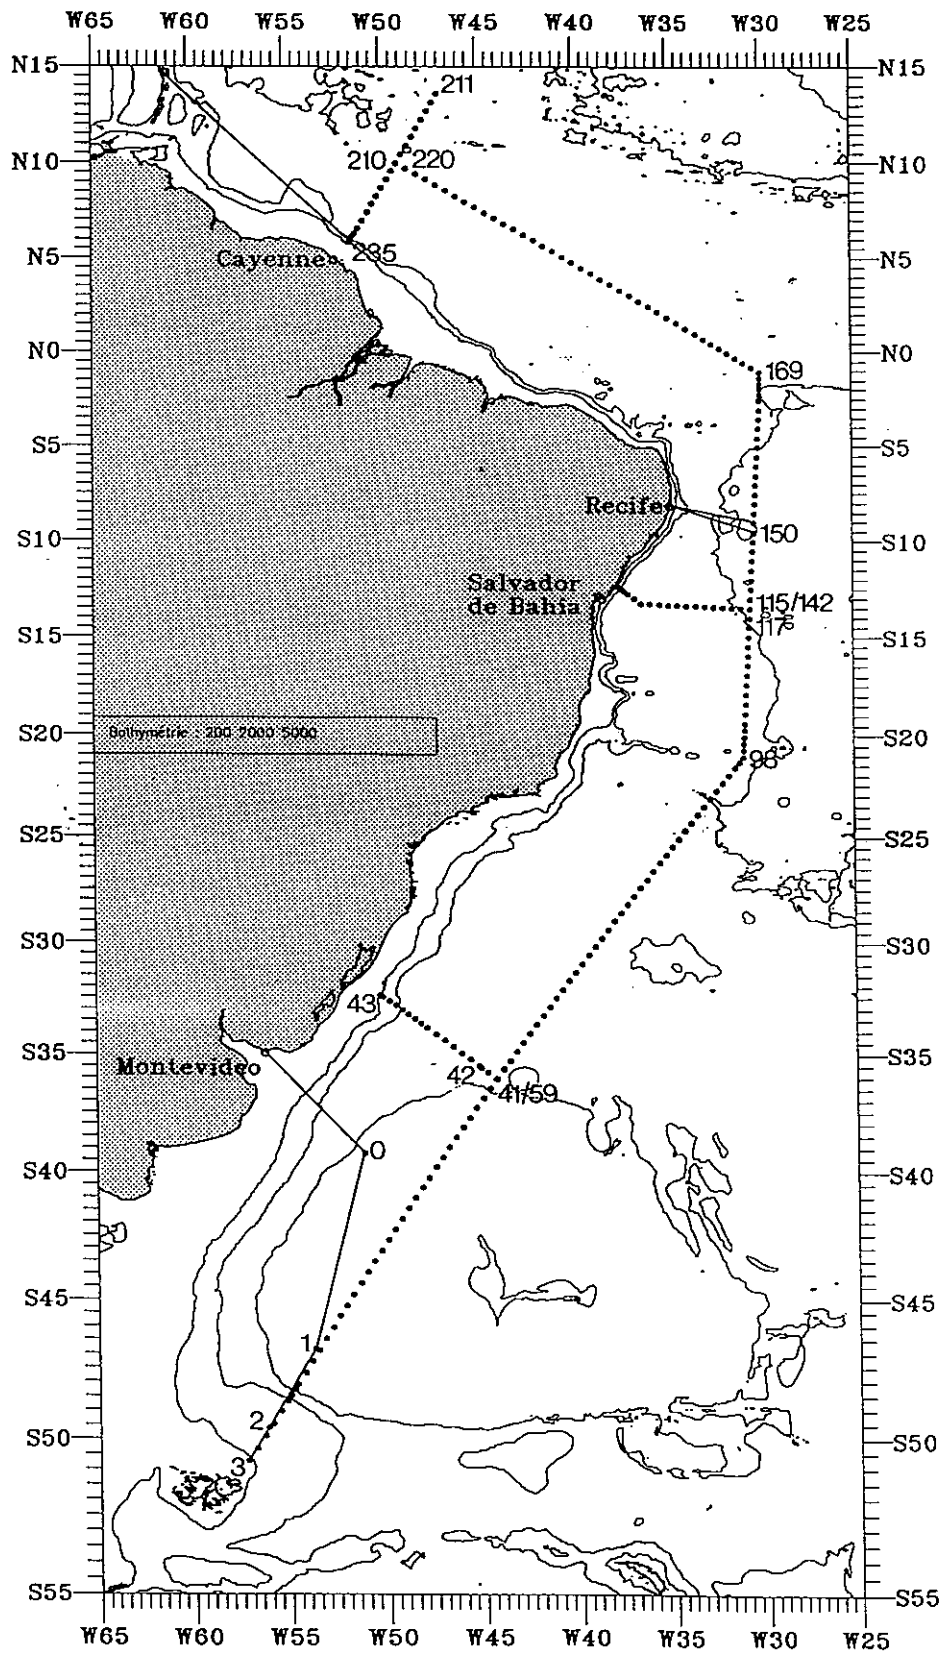 W65 W60 W55 W50 W45 W40 W35 W30 W25
N15 N15
211
210 220
N10 N10
235
Cayenne
N5 N5
N0 N0
169
S5 S5
Recife
150
S10 S10
Salvador
de Bahia
115/142
S15 S15
Bathymétrie : 200 2000 5000
S20 S20
98
S25 S25
S30 S30
43
S35 S35
Montevideo
42
41/59
0
S40 S40
S45 S45
1
2
S50 S50
3
S55 S55
W65 W60 W55 W50 W45 W40 W35 W30 W25